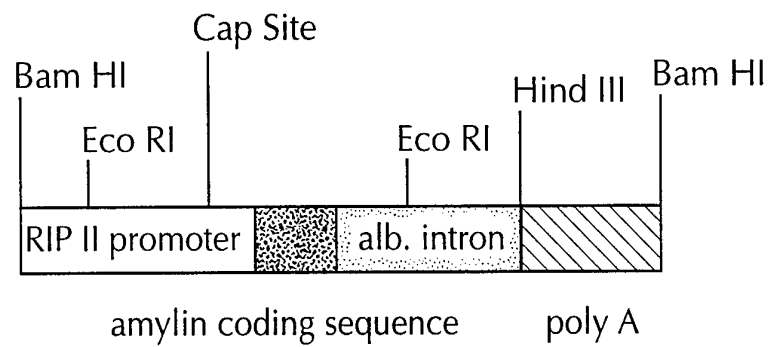 Cap Site
Bam HI
Bam HI
Hind III
Eco RI
Eco RI
RIP II promoter
alb. intron
amylin coding sequence
poly A